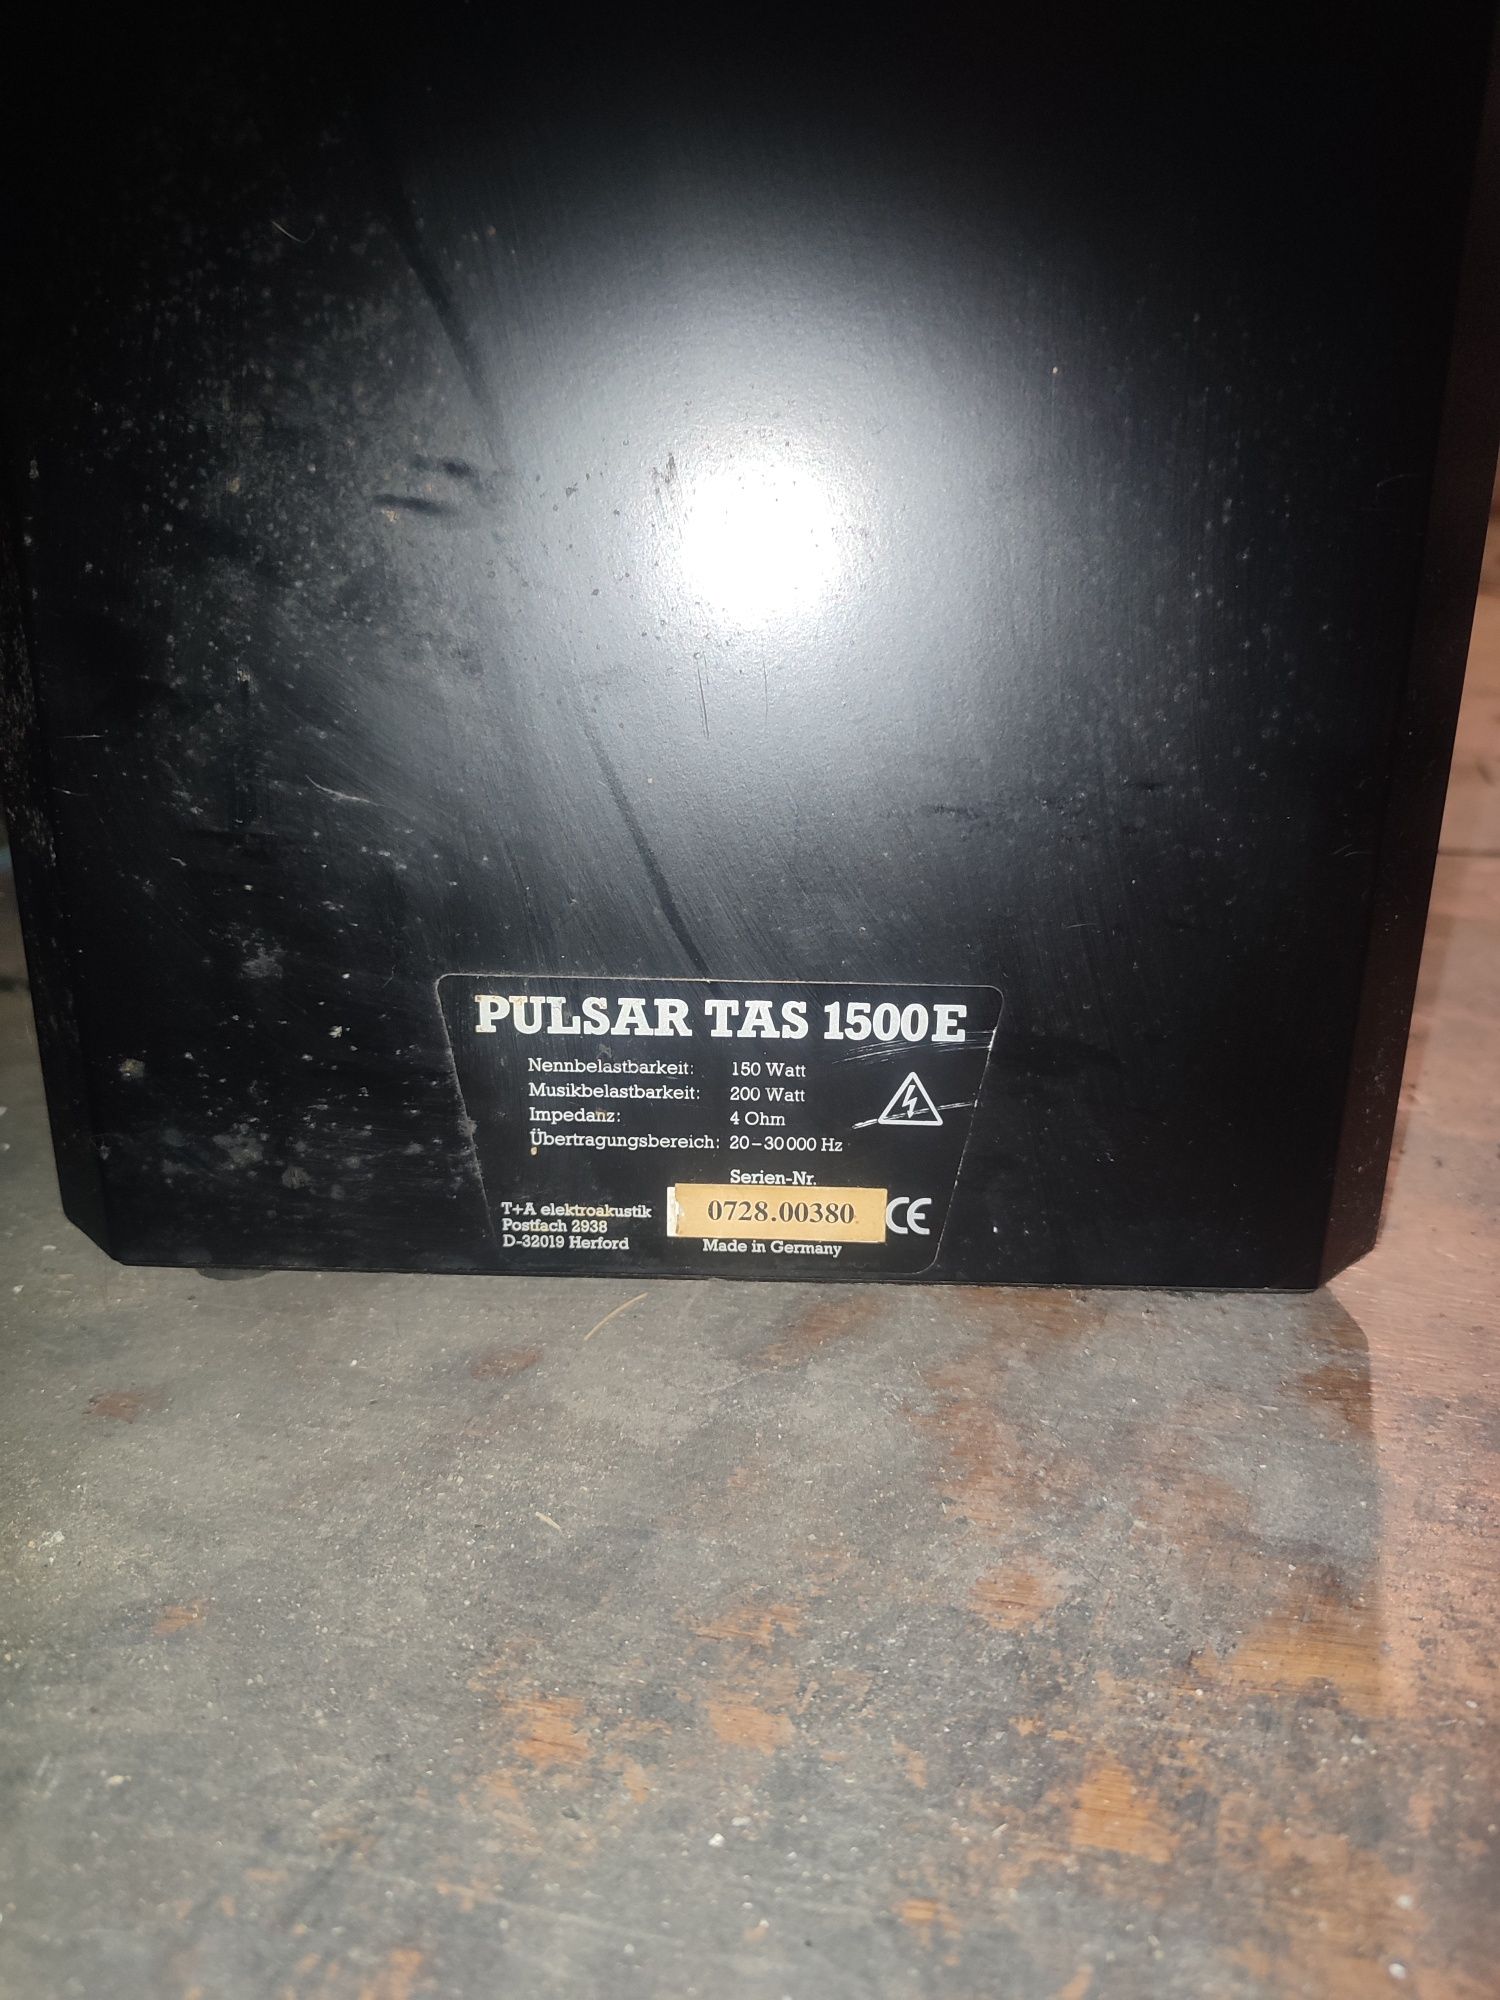 PULSAR TAS 1500E
Nennbelastbarkeit: 150 Watt
Musikbelastbarkeit: 200 Watt
Impedanz: 4 Ohm
Übertragungsbereich: 20–30 000 Hz
Serien-Nr.
0728.00380
T+A elektroakustik
Postfach 2938
D-32019 Herford
Made in Germany
CE